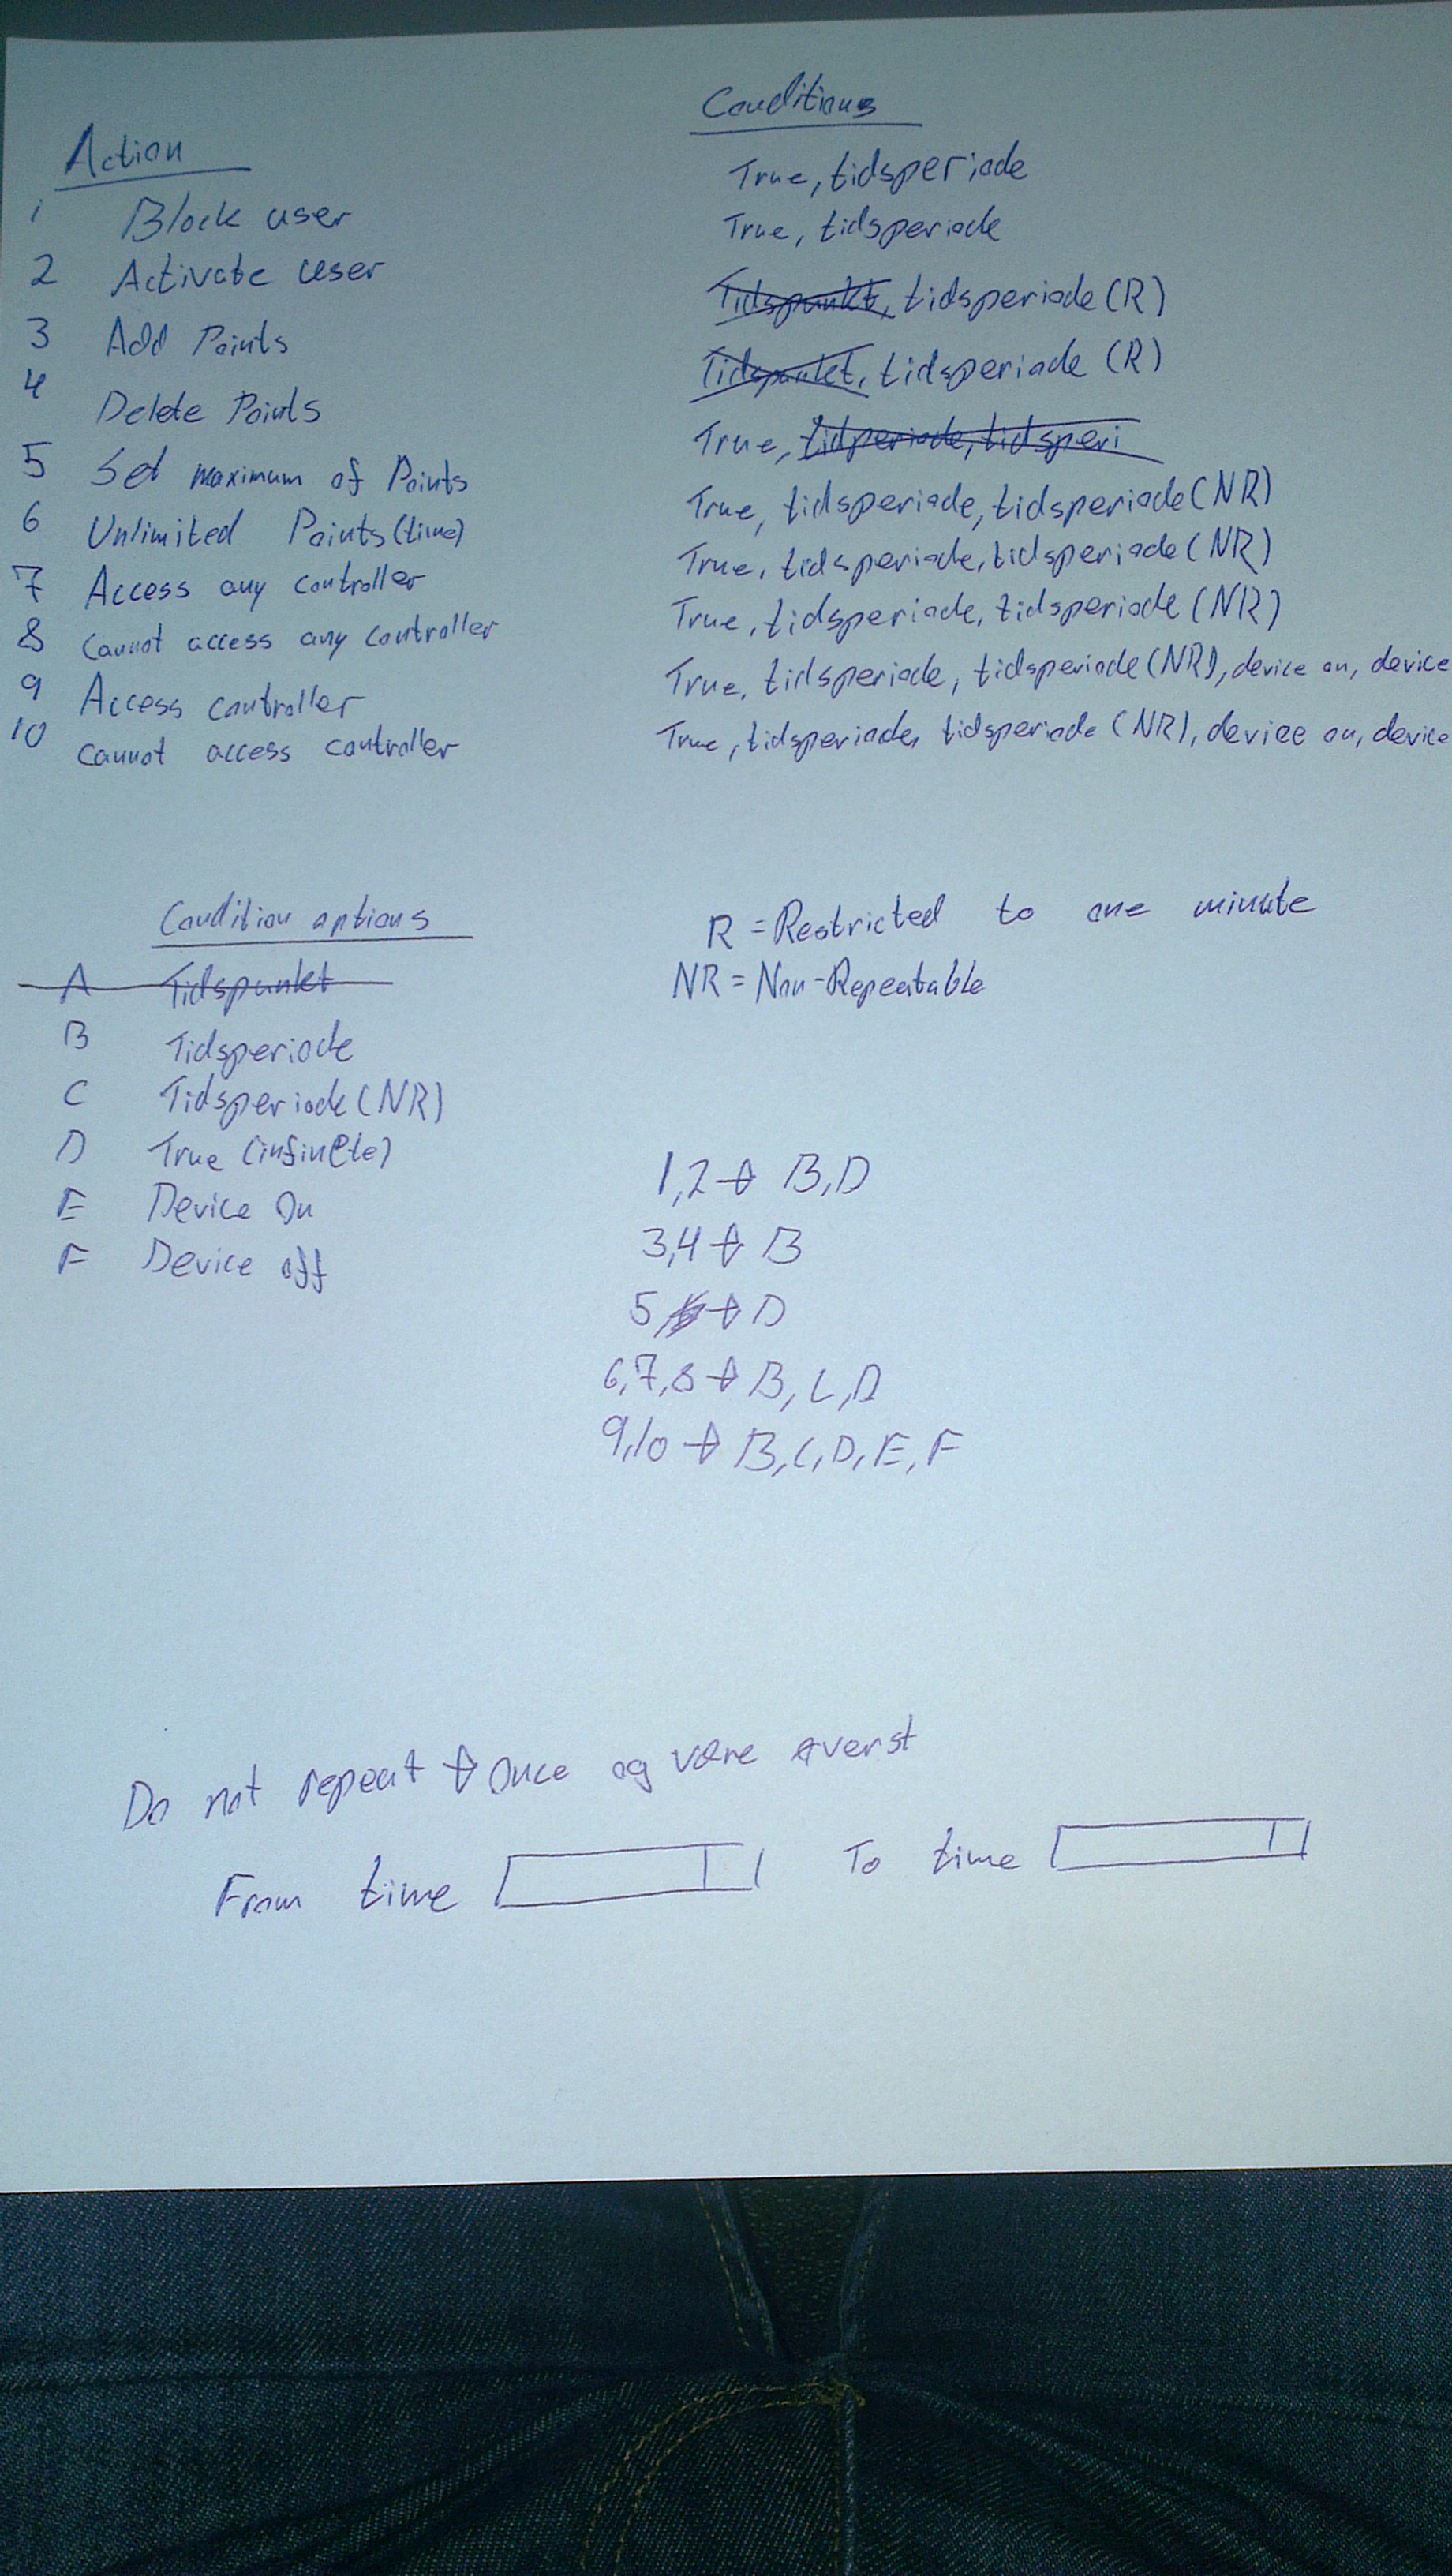 Action
1 Block user
2 Activate user
3 Add Points
4 Delete Points
5 Set maximum of Points
6 Unlimited Points (time)
7 Access any controller
8 Cannot access any controller
9 Access controller
10 Cannot access controller
Conditions
True, tidsperiode
True, tidsperiode
Tidspunkt, tidsperiode (R)
Tidspunkt, tidsperiode (R)
True, tidperiode, tidsperi
True, tidsperiode, tidsperiode (NR)
True, tidsperiode, tidsperiode (NR)
True, tidsperiode, tidsperiode (NR)
True, tidsperiode, tidsperiode (NR), device on, device
True, tidsperiode, tidsperiode (NR), device on, device
Condition options
A Tidspunkt
B Tidsperiode
C Tidsperiode (NR)
D True (infinete)
E Device On
F Device off
R = Restricted to one minute
NR = Non-Repeatable
1,2 → B, D
3,4 → B
5 → D
6,7,8 → B, C, D
9,10 → B, C, D, E, F
Do not repeat → Once og være øverst
From time To time